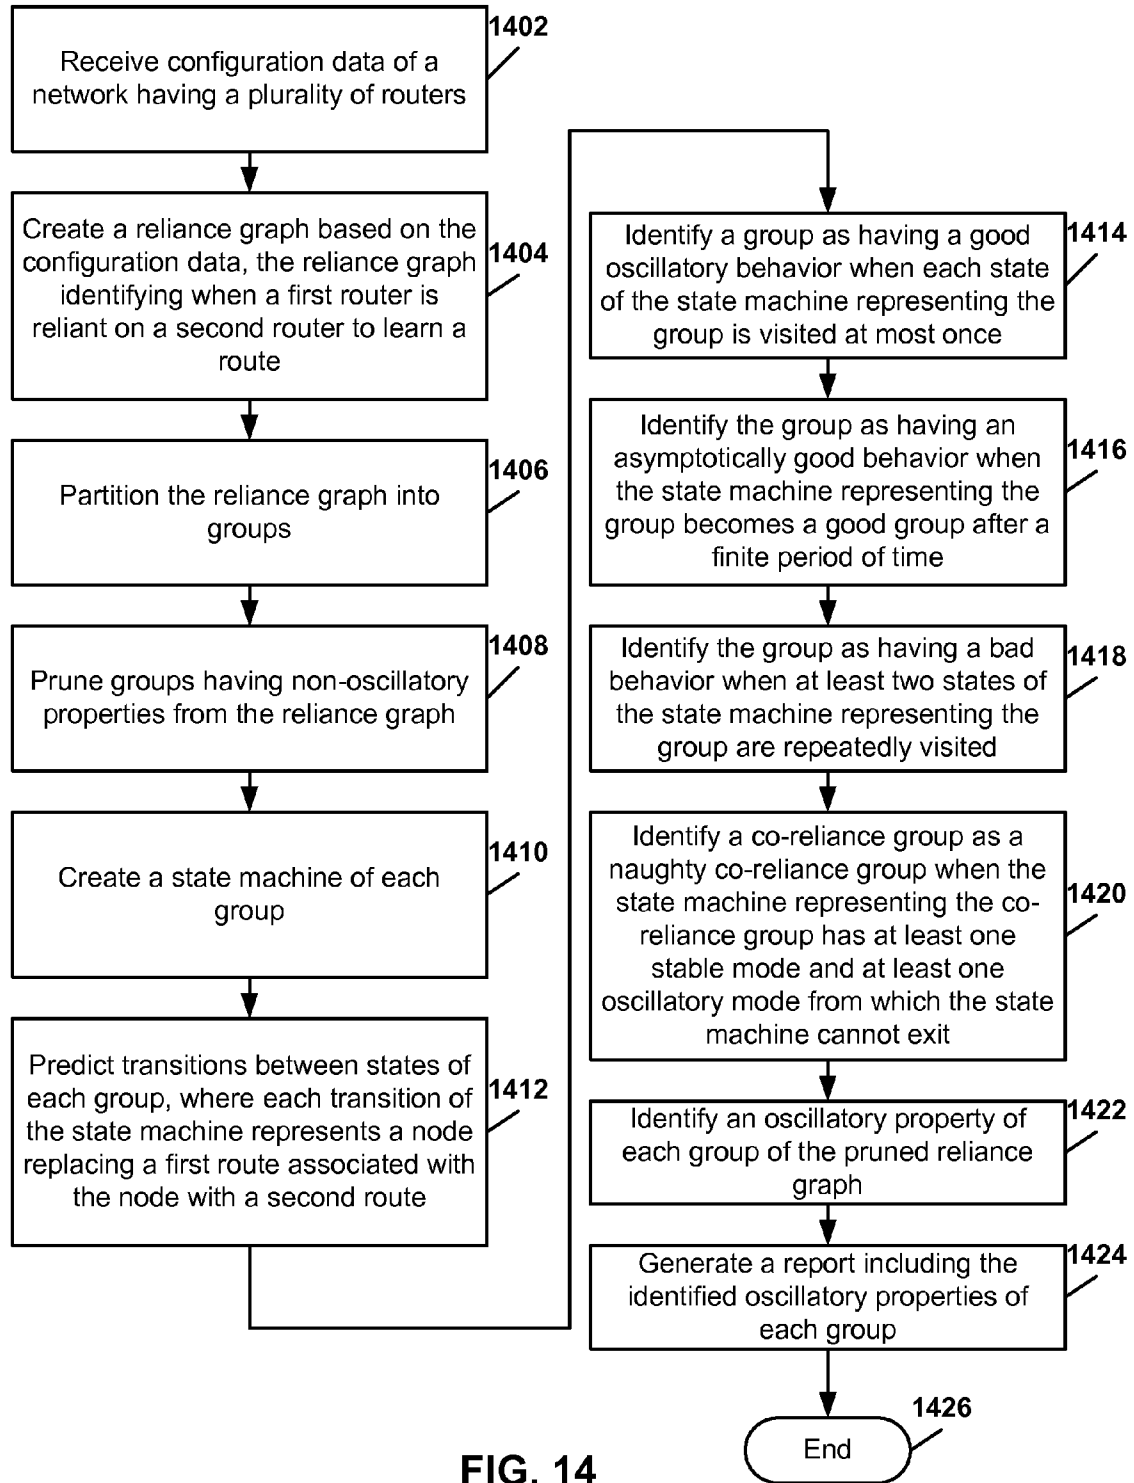 1402
Receive configuration data of a
network having a plurality of routers
1404
Create a reliance graph based on the
configuration data, the reliance graph
identifying when a first router is
reliant on a second router to learn a
route
1406
Partition the reliance graph into
groups
1408
Prune groups having non-oscillatory
properties from the reliance graph
1410
Create a state machine of each
group
1412
Predict transitions between states of
each group, where each transition of
the state machine represents a node
replacing a first route associated with
the node with a second route
1414
Identify a group as having a good
oscillatory behavior when each state
of the state machine representing the
group is visited at most once
1416
Identify the group as having an
asymptotically good behavior when
the state machine representing the
group becomes a good group after a
finite period of time
1418
Identify the group as having a bad
behavior when at least two states of
the state machine representing the
group are repeatedly visited
1420
Identify a co-reliance group as a
naughty co-reliance group when the
state machine representing the co-
reliance group has at least one
stable mode and at least one
oscillatory mode from which the state
machine cannot exit
1422
Identify an oscillatory property of
each group of the pruned reliance
graph
1424
Generate a report including the
identified oscillatory properties of
each group
1426
End
FIG. 14